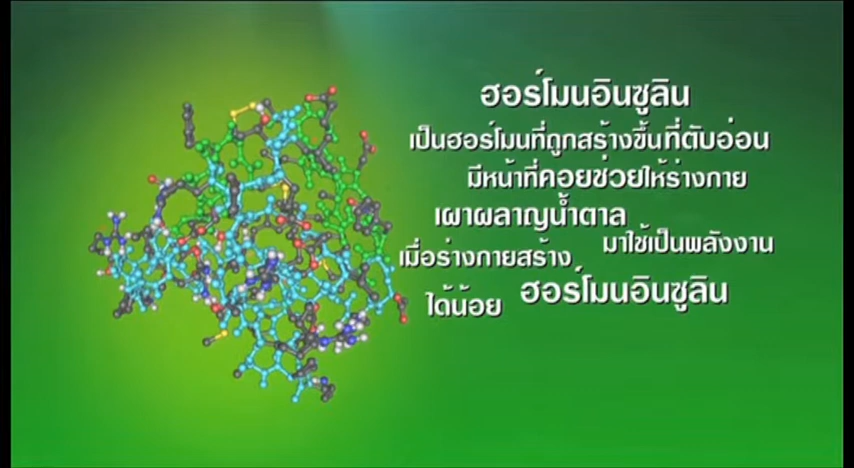 ฮอร์โมนอินซูลิน
เป็นฮอร์โมนที่ถูกสร้างขึ้นที่ตับอ่อน
มีหน้าที่คอยช่วยให้ร่างกาย
เผาผลาญน้ำตาล
มาใช้เป็นพลังงาน
เมื่อร่างกายสร้าง
ฮอร์โมนอินซูลิน
ได้น้อย